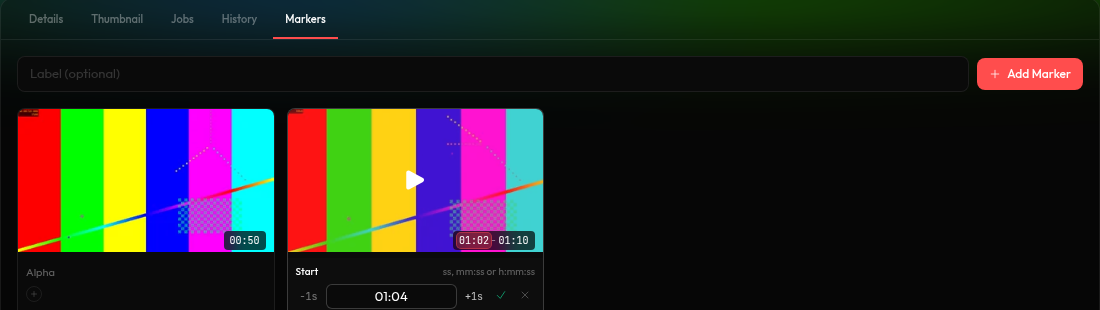 Details Thumbnail Jobs History Markers
Label (optional)
+ Add Marker
00:50
01:02-01:10
Alpha
Start ss, mm:ss or h:mm:ss
-1s 01:04 +1s